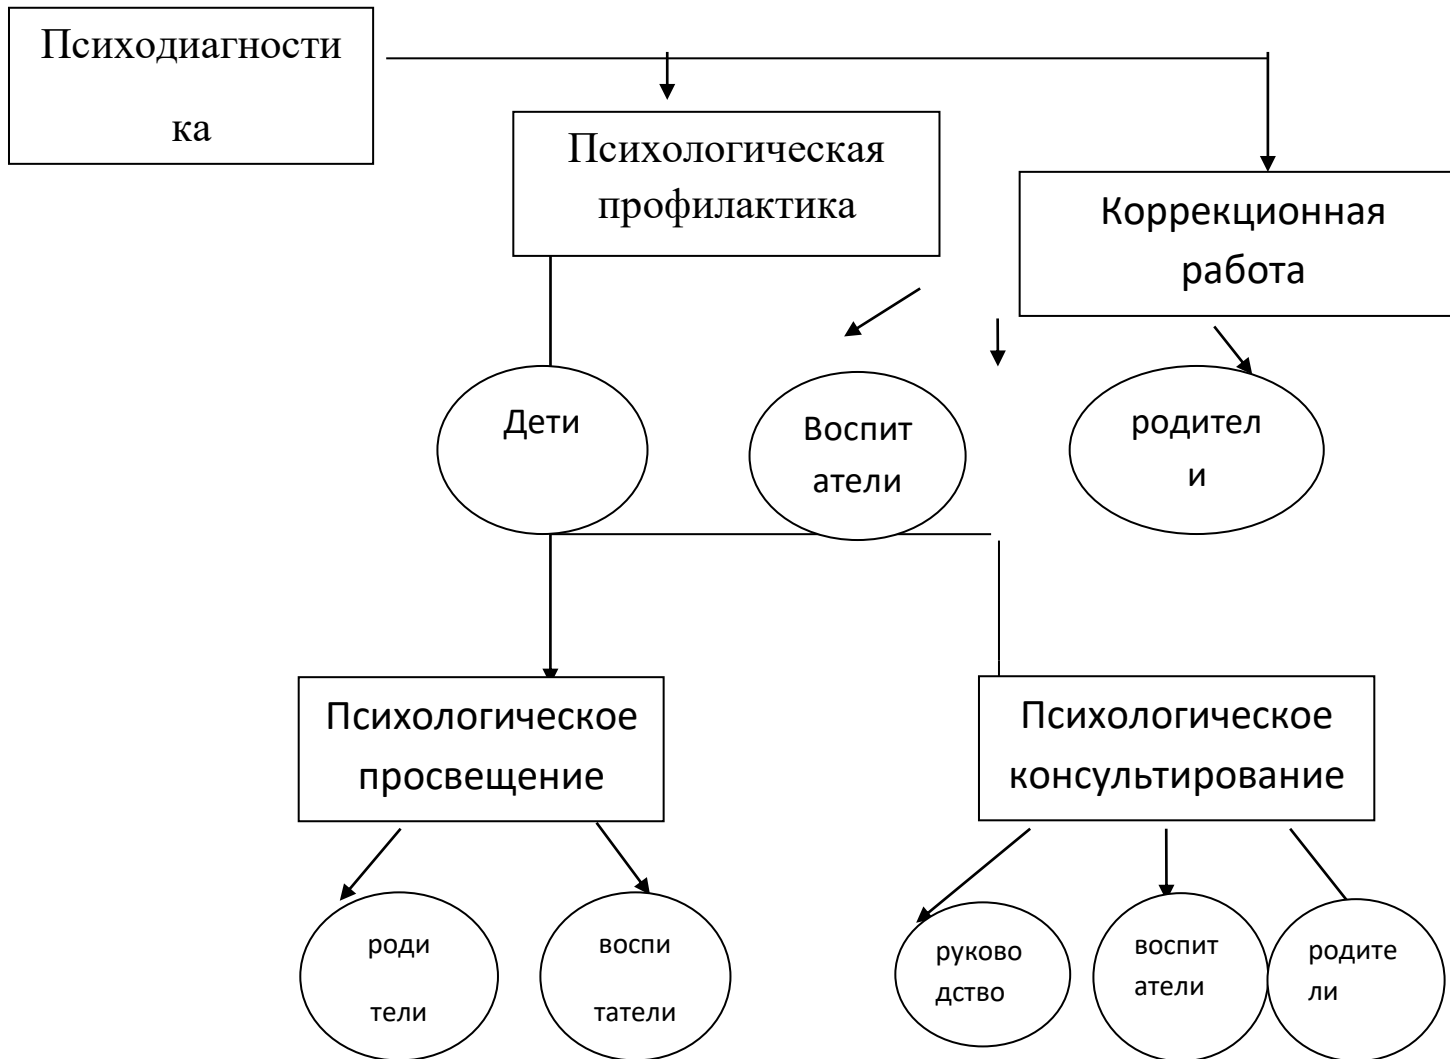 Психодиагности
ка
Психологическая
профилактика
Коррекционная
работа
Дети
Воспит
атели
родител
и
Психологическое
просвещение
Психологическое
консультирование
роди
тели
воспи
татели
руково
дство
воспит
атели
родите
ли